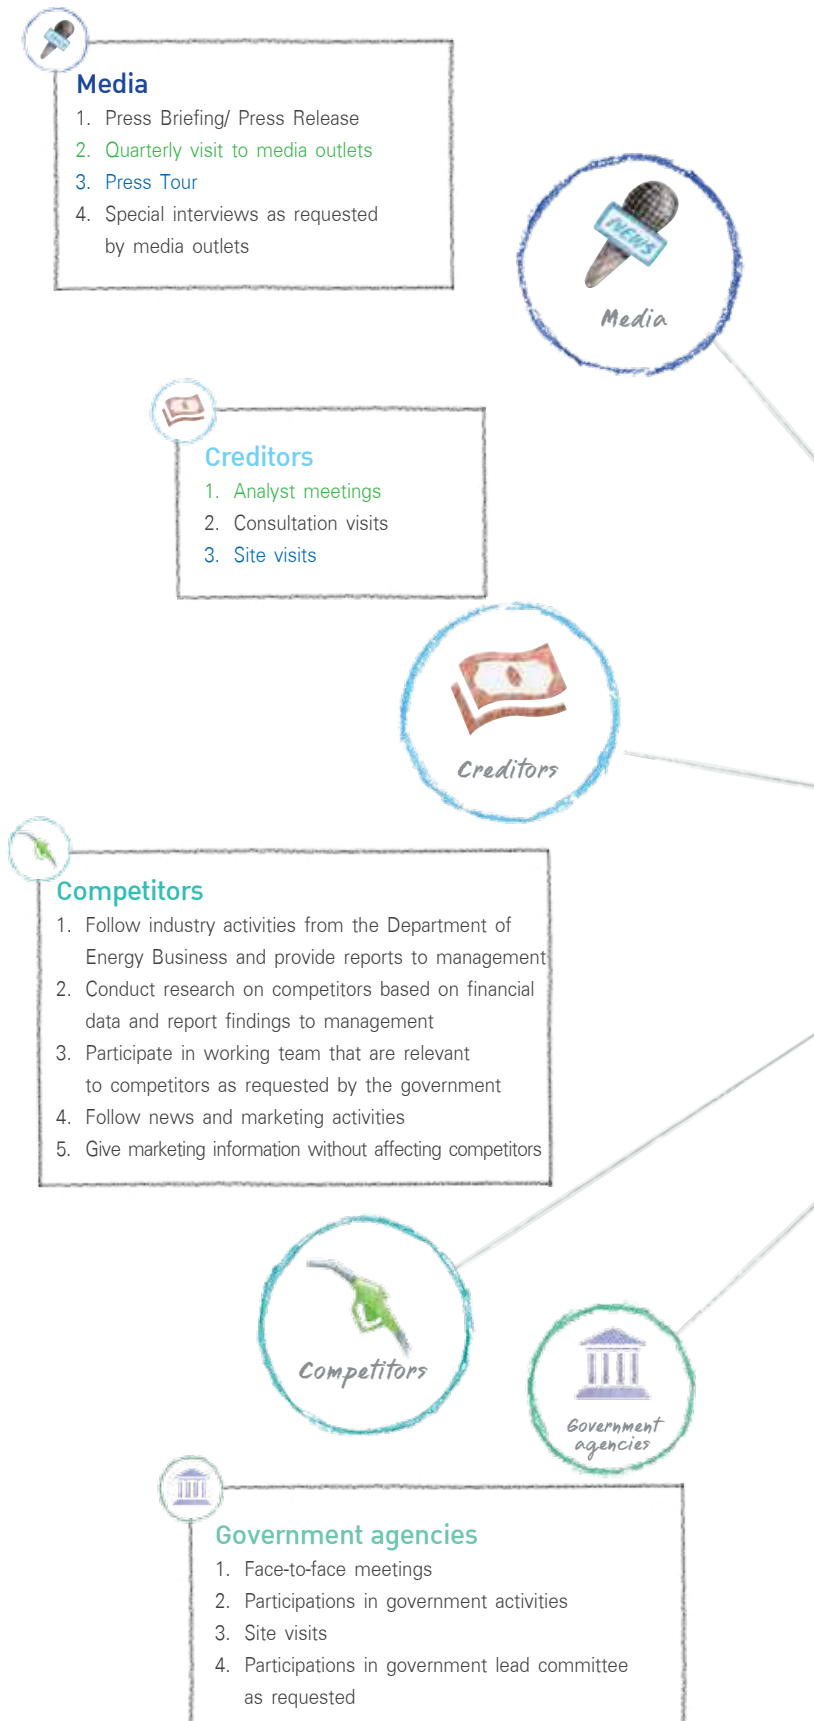 NEWS
Media
1. Press Briefing/ Press Release
2. Quarterly visit to media outlets
3. Press Tour
4. Special interviews as requested
by media outlets
NEWS
Media
Creditors
1. Analyst meetings
2. Consultation visits
3. Site visits
Creditors
Competitors
1. Follow industry activities from the Department of
Energy Business and provide reports to management
2. Conduct research on competitors based on financial
data and report findings to management
3. Participate in working team that are relevant
to competitors as requested by the government
4. Follow news and marketing activities
5. Give marketing information without affecting competitors
Competitors
Government
agencies
Government agencies
1. Face-to-face meetings
2. Participations in government activities
3. Site visits
4. Participations in government lead committee
as requested